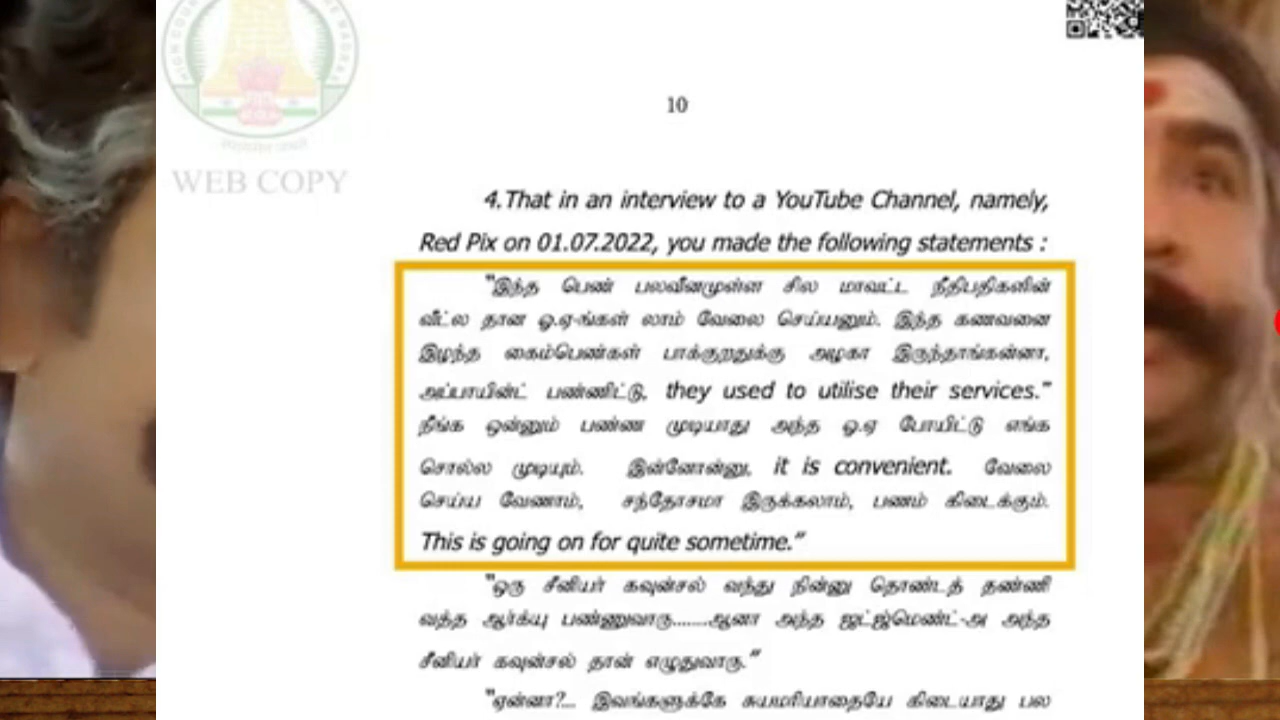 WEB COPY
10
4.That in an interview to a YouTube Channel, namely,
Red Pix on 01.07.2022, you made the following statements :
"இந்த பெண் பலவீனமுள்ள சில மாவட்ட நீதிபதிகளின்
வீட்ல தான ஓ.ஏ-ங்கள் லாம் வேலை செய்யனும். இந்த கணவனை
இழந்த கைம்பெண்கள் பாக்குறதுக்கு அழகா இருந்தாங்கன்னா,
அப்பாயின்ட் பண்ணிட்டு, they used to utilise their services."
நீங்க ஒன்னும் பண்ண முடியாது அந்த ஓ.ஏ போயிட்டு எங்க
சொல்ல முடியும். இன்னோன்னு, it is convenient. வேலை
செய்ய வேணாம், சந்தோசமா இருக்கலாம், பணம் கிடைக்கும்.
This is going on for quite sometime."
"ஒரு சீனியர் கவுன்சல் வந்து நின்னு தொண்டத் தண்ணி
வத்த ஆர்க்யு பண்ணுவாரு.......ஆனா அந்த ஜட்ஜ்மெண்ட்-அ அந்த
சீனியர் கவுன்சல் தான் எழுதுவாரு."
"ஏன்னா?... இவங்களுக்கே சுயமரியாதையே கிடையாது பல